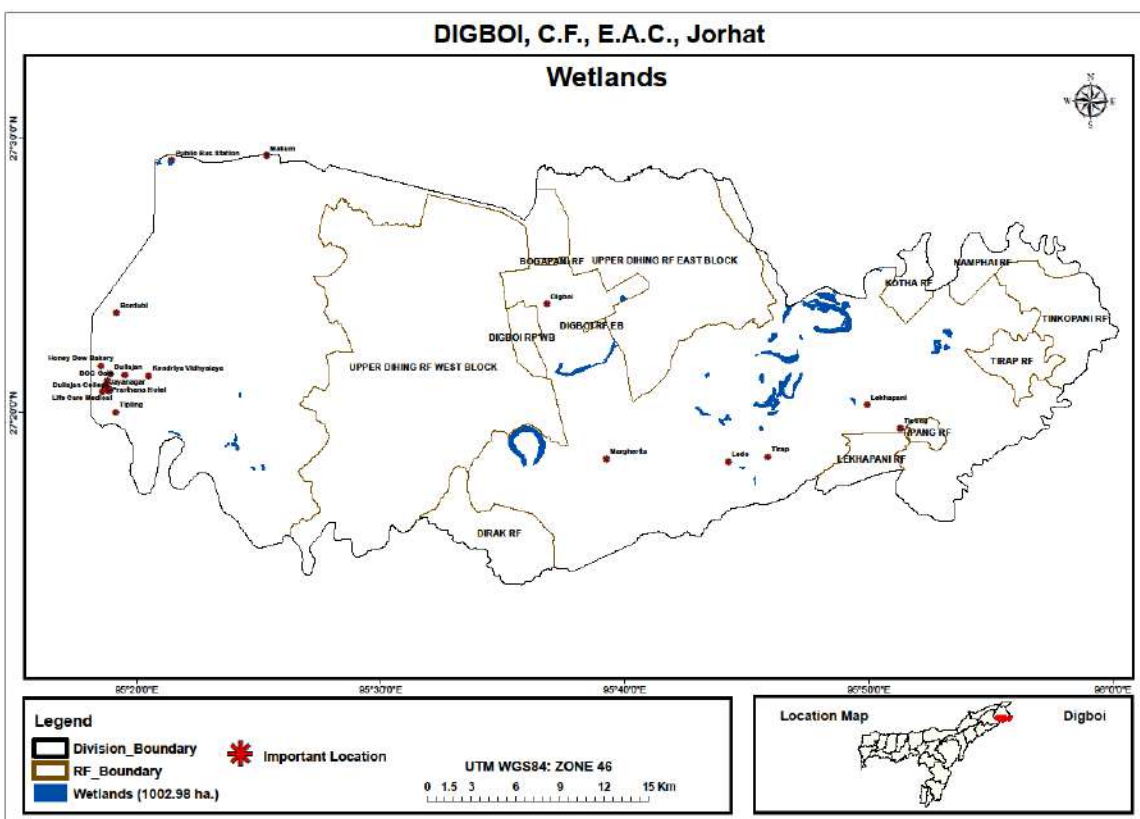 DIGBOI, C.F., E.A.C., Jorhat
Wetlands
N
W E
S
27°30'0"N
27°20'0"N
Public Bus Station
Makum
BOGAPANI RF
UPPER DIHING RF EAST BLOCK
KOTHA RF
NAMPHAI RF
Bordubi
Digboi
DIGBOI RF WB
DIGBOI RF EB
TINKOPANI RF
TIRAP RF
Honey Dew Bakery
Duliajan
Kendriya Vidhyalaya
UPPER DIHING RF WEST BLOCK
Duliajan College
Prarthana Hotel
Life Care Medical
Tipling
Lekhapani
Tipong
LEKHAPANI RF
Margherita
Ledo
Tirap
DIRAK RF
95°20'0"E
95°30'0"E
95°40'0"E
95°50'0"E
96°0'0"E
Legend
Division_Boundary
RF_Boundary
Wetlands (1002.98 ha.)
Important Location
UTM WGS84: ZONE 46
0 1.5 3 6 9 12 15 Km
Location Map
Digboi